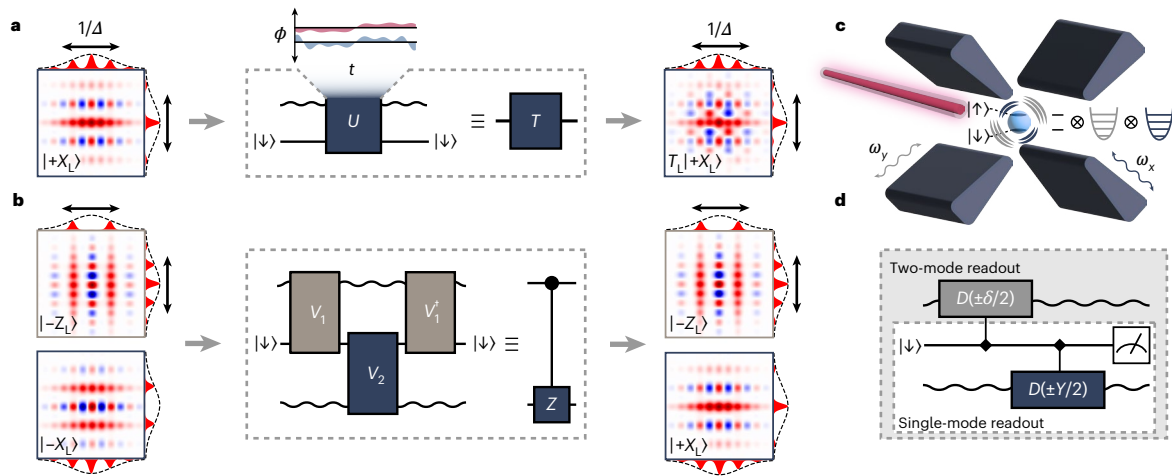 a
1/Δ
|+X_L⟩
ϕ
t
U
|↓⟩
|↓⟩
≡
T
1/Δ
T_L|+X_L⟩
b
|−Z_L⟩
|−X_L⟩
V_1
V_1^†
|↓⟩
V_2
|↓⟩
≡
Z
|−Z_L⟩
|+X_L⟩
c
|↑⟩
|↓⟩
⊗
⊗
ω_y
ω_x
d
Two-mode readout
D(±δ/2)
|↓⟩
D(±Y/2)
Single-mode readout